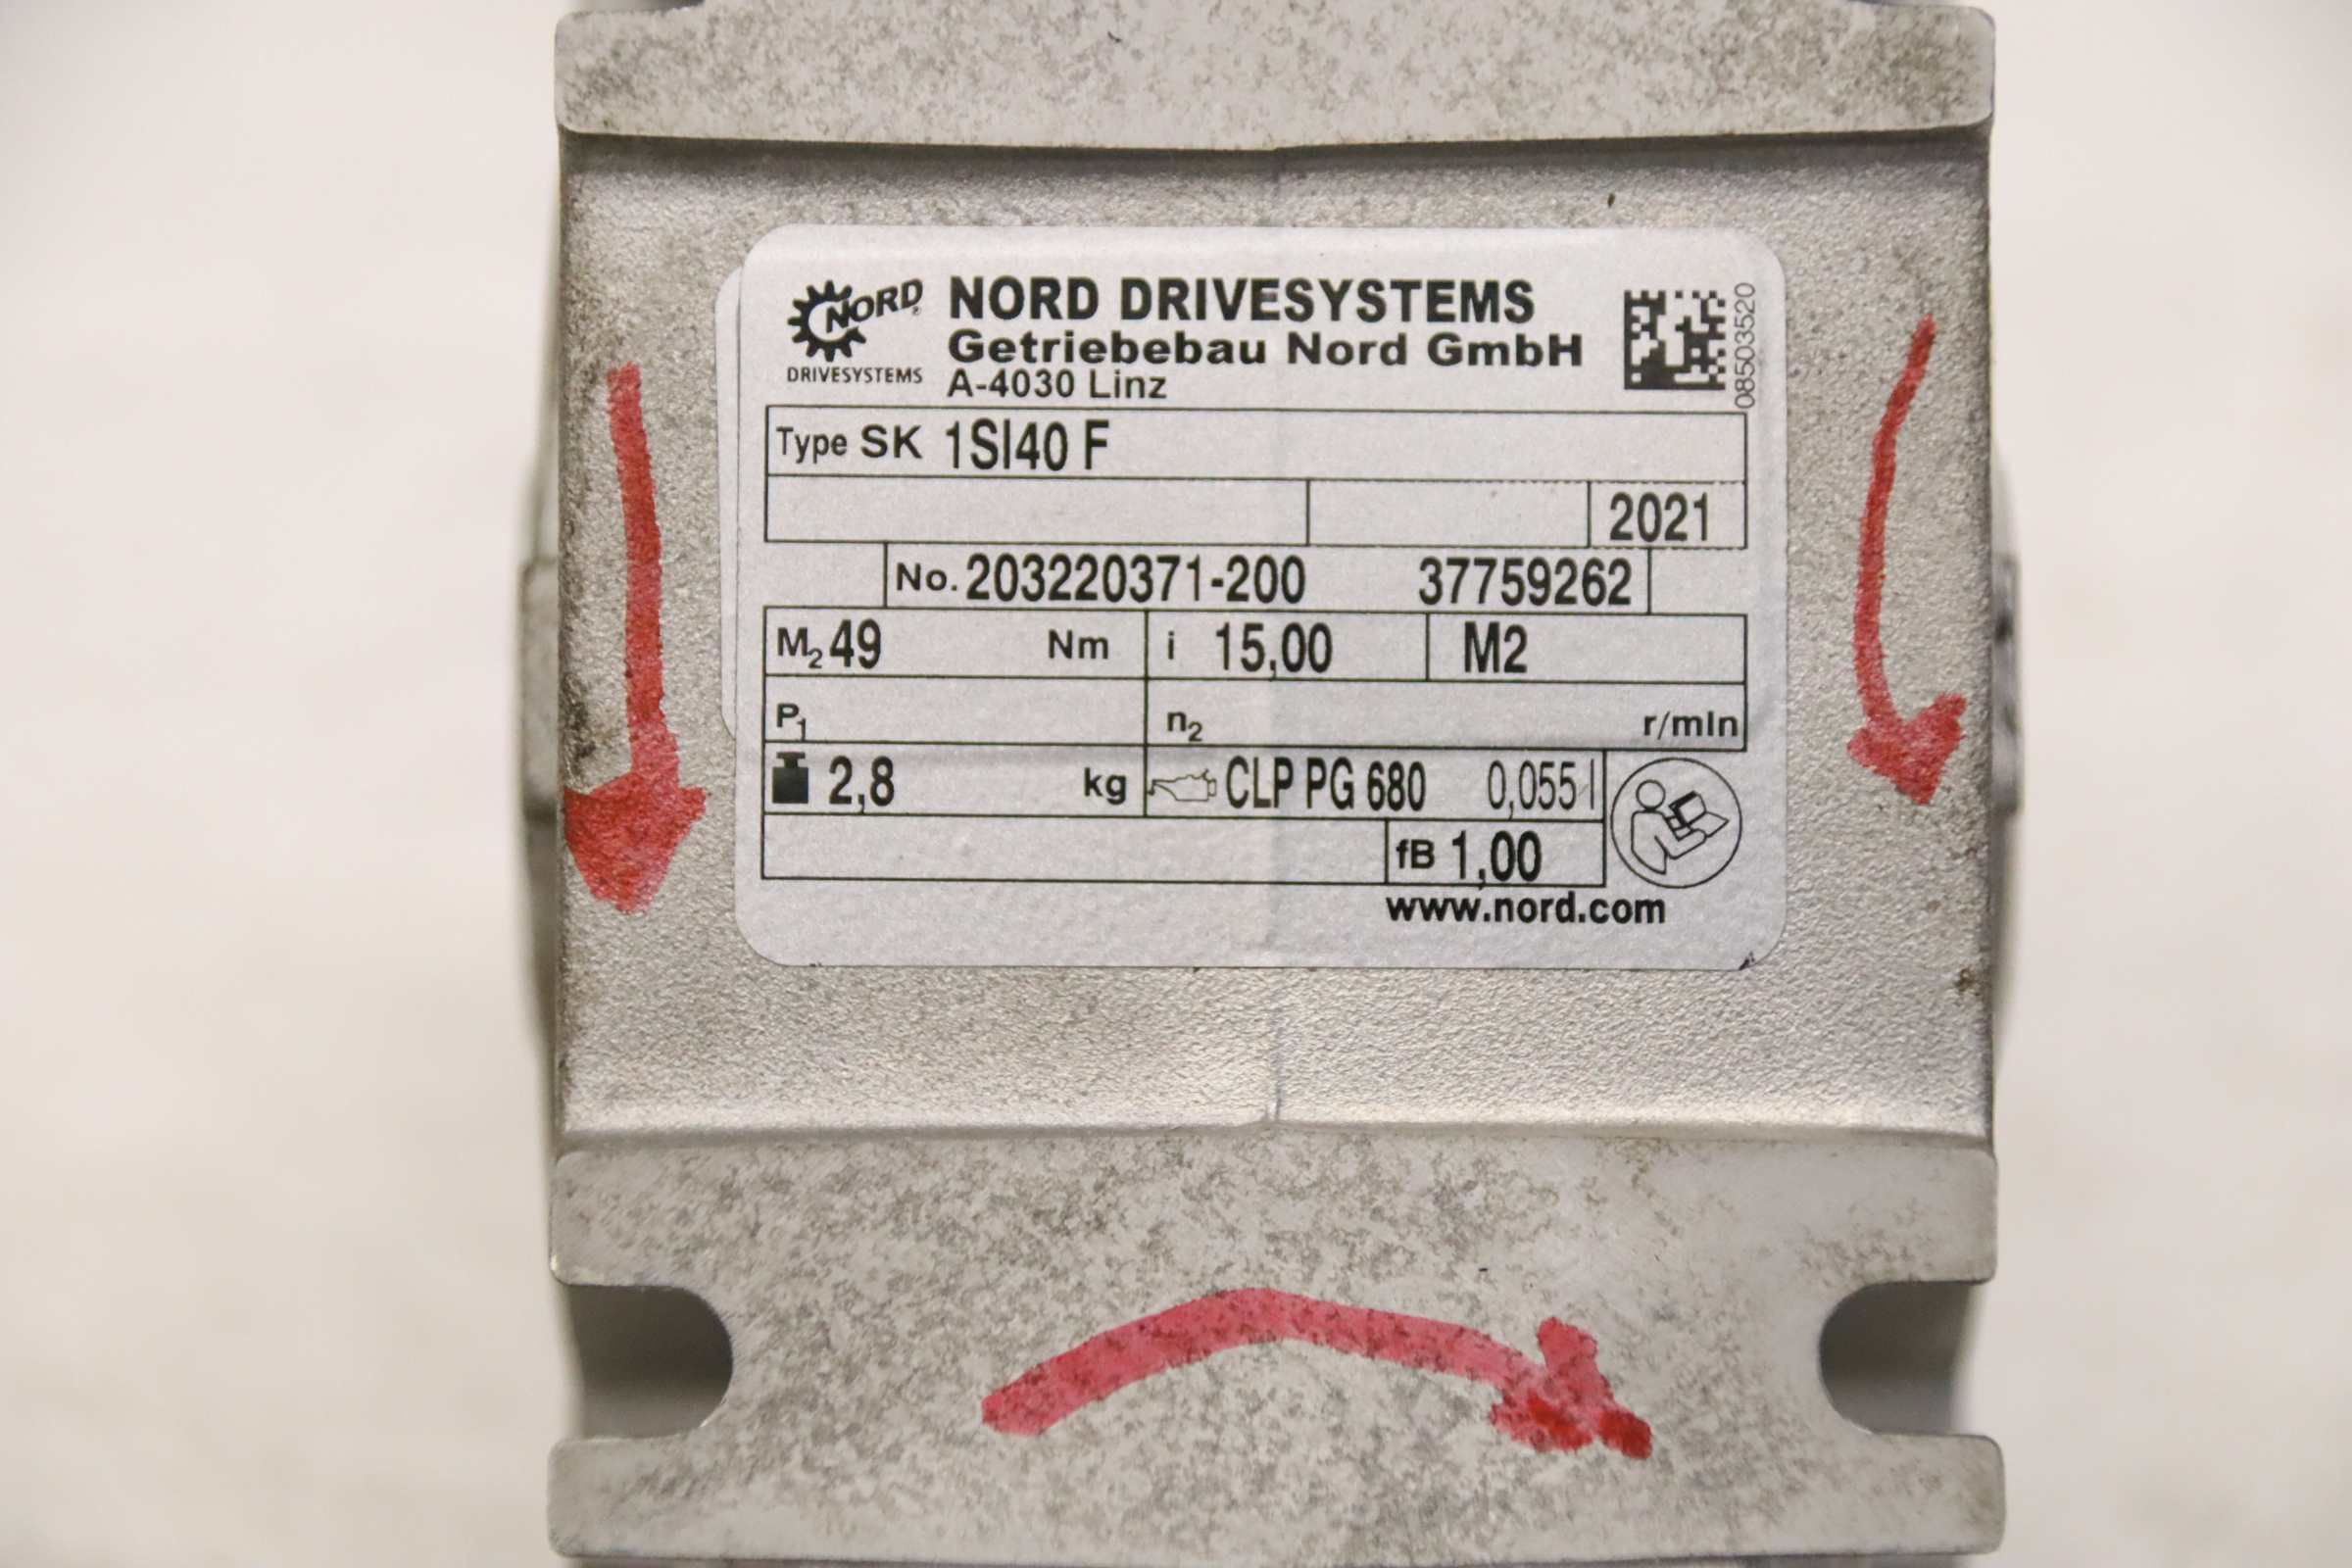 NORD
DRIVESYSTEMS
NORD DRIVESYSTEMS
Getriebebau Nord GmbH
A-4030 Linz
08503520
Type SK 1SI40 F
2021
No. 203220371-200 37759262
M2 49 Nm i 15,00 M2
P1 n2 r/min
2,8 kg CLP PG 680 0,055 l
fB 1,00
www.nord.com